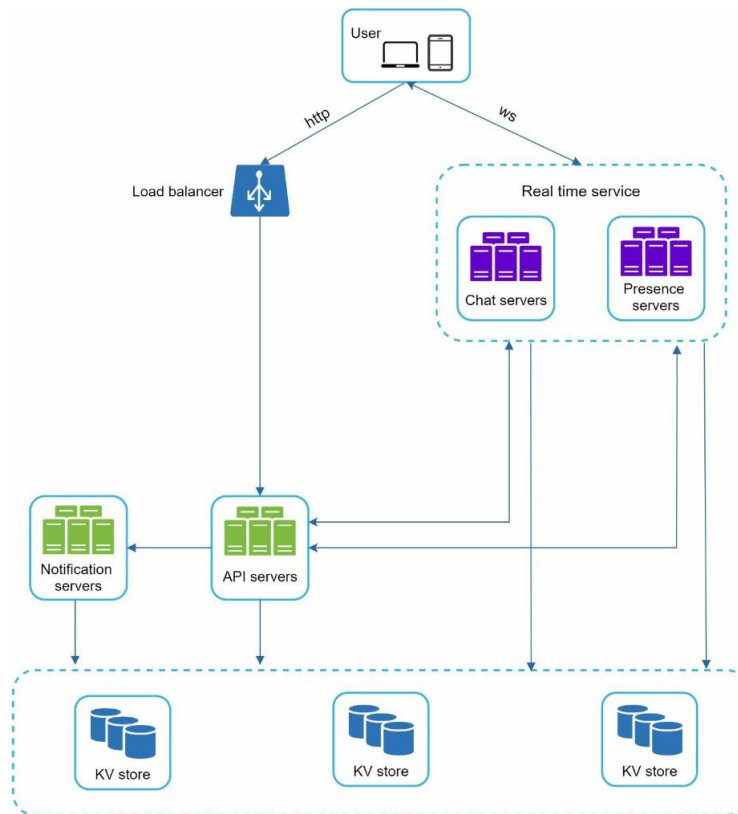 User
http
ws
Load balancer
Real time service
Chat servers
Presence
servers
Notification
servers
API servers
KV store
KV store
KV store